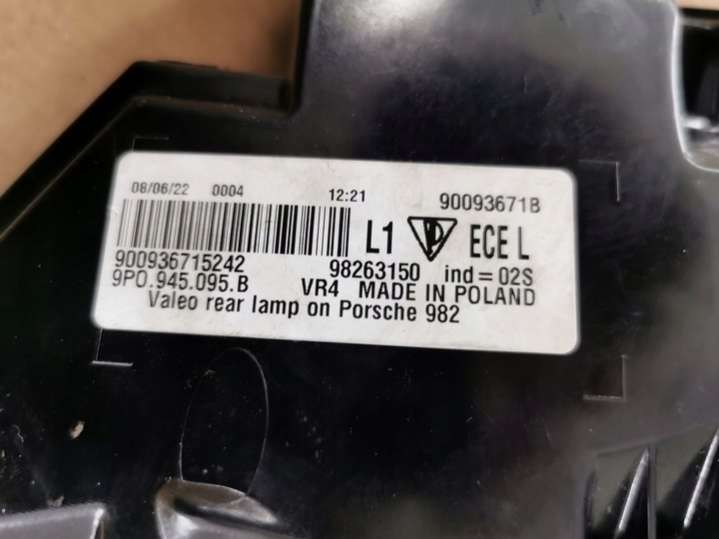 08/06/22 0004 12:21 90093671B
L1 VP ECE L
900936715242 98263150 ind = 02S
9P0.945.095.B VR4 MADE IN POLAND
Valeo rear lamp on Porsche 982